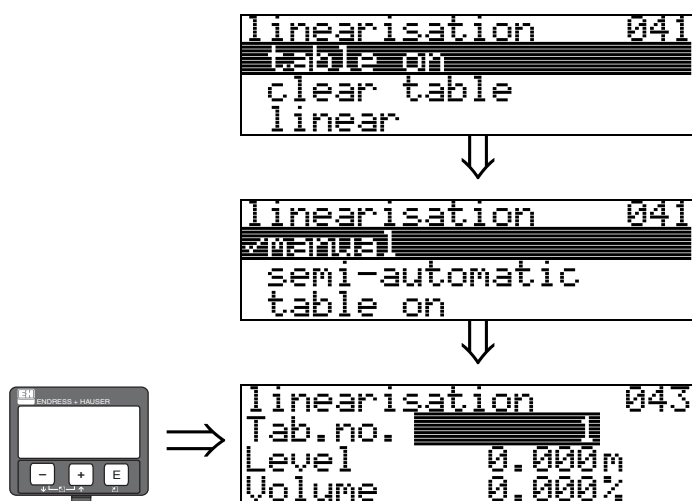 linearisation 041
table on
clear table
linear
linearisation 041
✓manual
semi-automatic
table on
EH
ENDRESS + HAUSER
− + E
linearisation 043
Tab.no. 1
Level 0.000m
Volume 0.000%